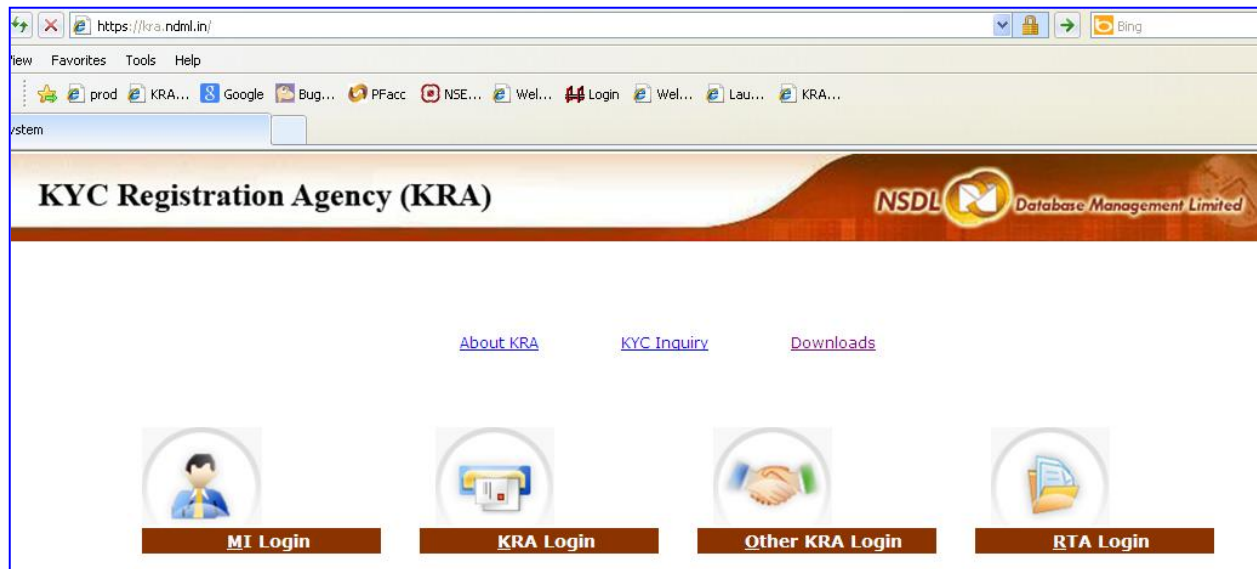 https://kra.ndml.in/
Bing
View Favorites Tools Help
prod KRA... Google Bug... PFacc NSE... Wel... Login Wel... Lau... KRA...
ystem
KYC Registration Agency (KRA)
NSDL Database Management Limited
About KRA KYC Inquiry Downloads
MI Login KRA Login Other KRA Login RTA Login